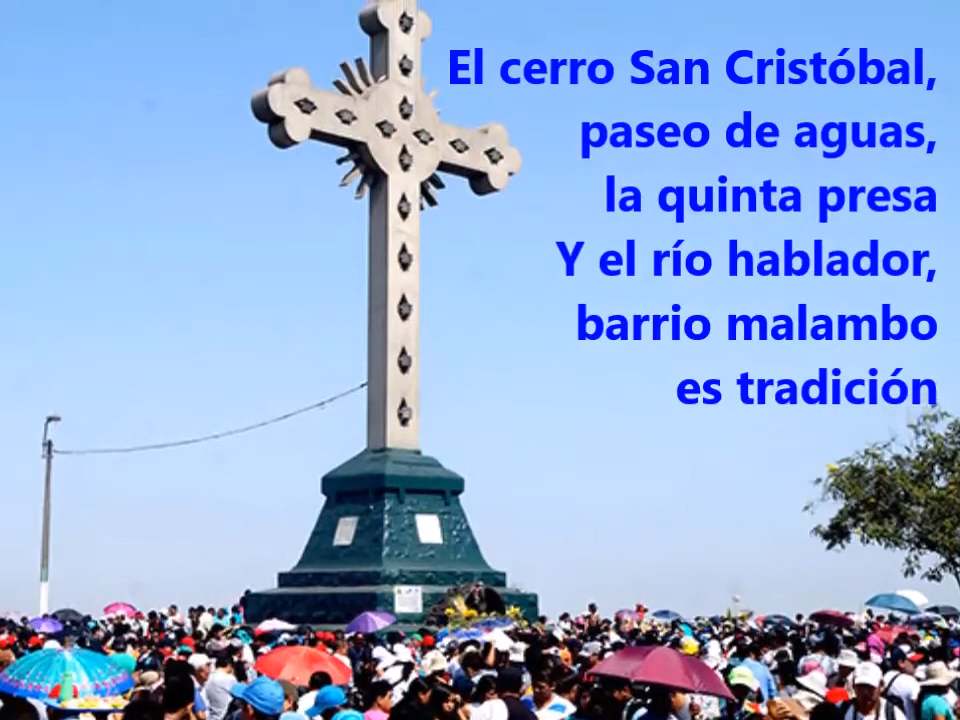 El cerro San Cristóbal,
paseo de aguas,
la quinta presa
Y el río hablador,
barrio malambo
es tradición